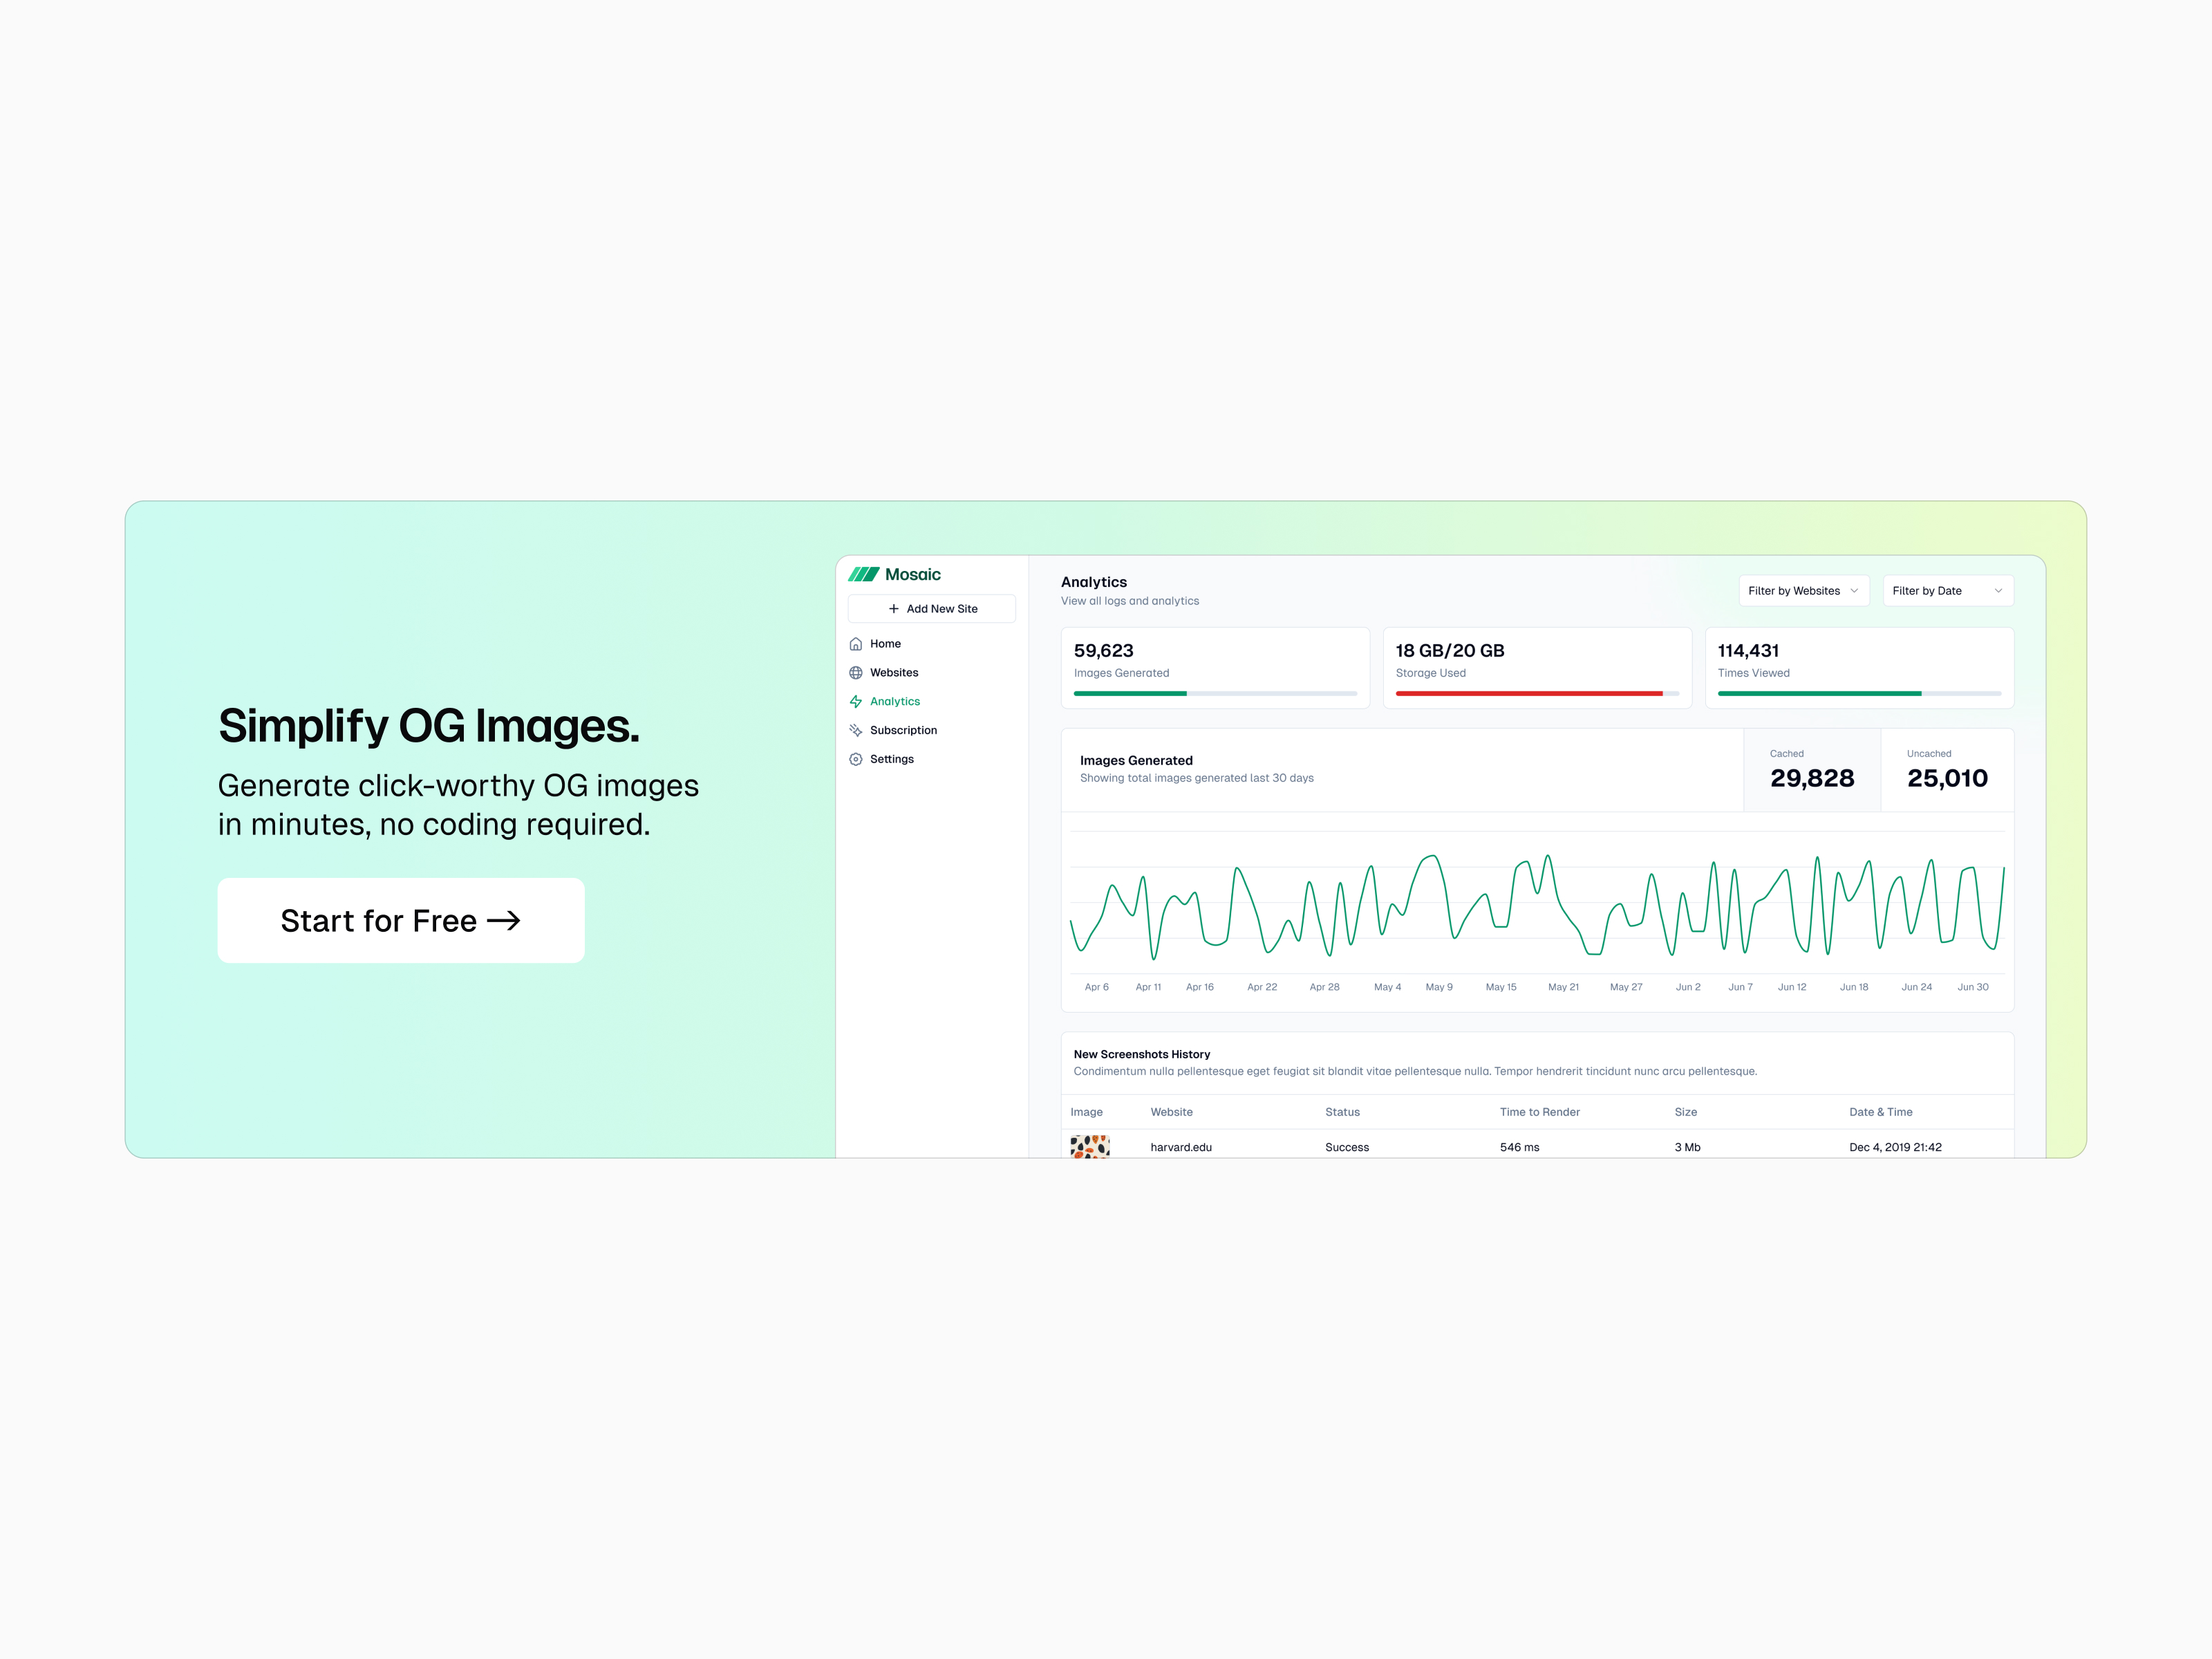 Simplify OG Images.
Generate click-worthy OG images
in minutes, no coding required.
Start for Free →
Mosaic
+ Add New Site
Home
Websites
Analytics
Subscription
Settings
Analytics
View all logs and analytics
Filter by Websites
Filter by Date
59,623
Images Generated
18 GB/20 GB
Storage Used
114,431
Times Viewed
Images Generated
Showing total images generated last 30 days
Cached
29,828
Uncached
25,010
Apr 6 Apr 11 Apr 16 Apr 22 Apr 28 May 4 May 9 May 15 May 21 May 27 Jun 2 Jun 7 Jun 12 Jun 18 Jun 24 Jun 30
New Screenshots History
Condimentum nulla pellentesque eget feugiat sit blandit vitae pellentesque nulla. Tempor hendrerit tincidunt nunc arcu pellentesque.
Image Website Status Time to Render Size Date & Time
harvard.edu Success 546 ms 3 Mb Dec 4, 2019 21:42